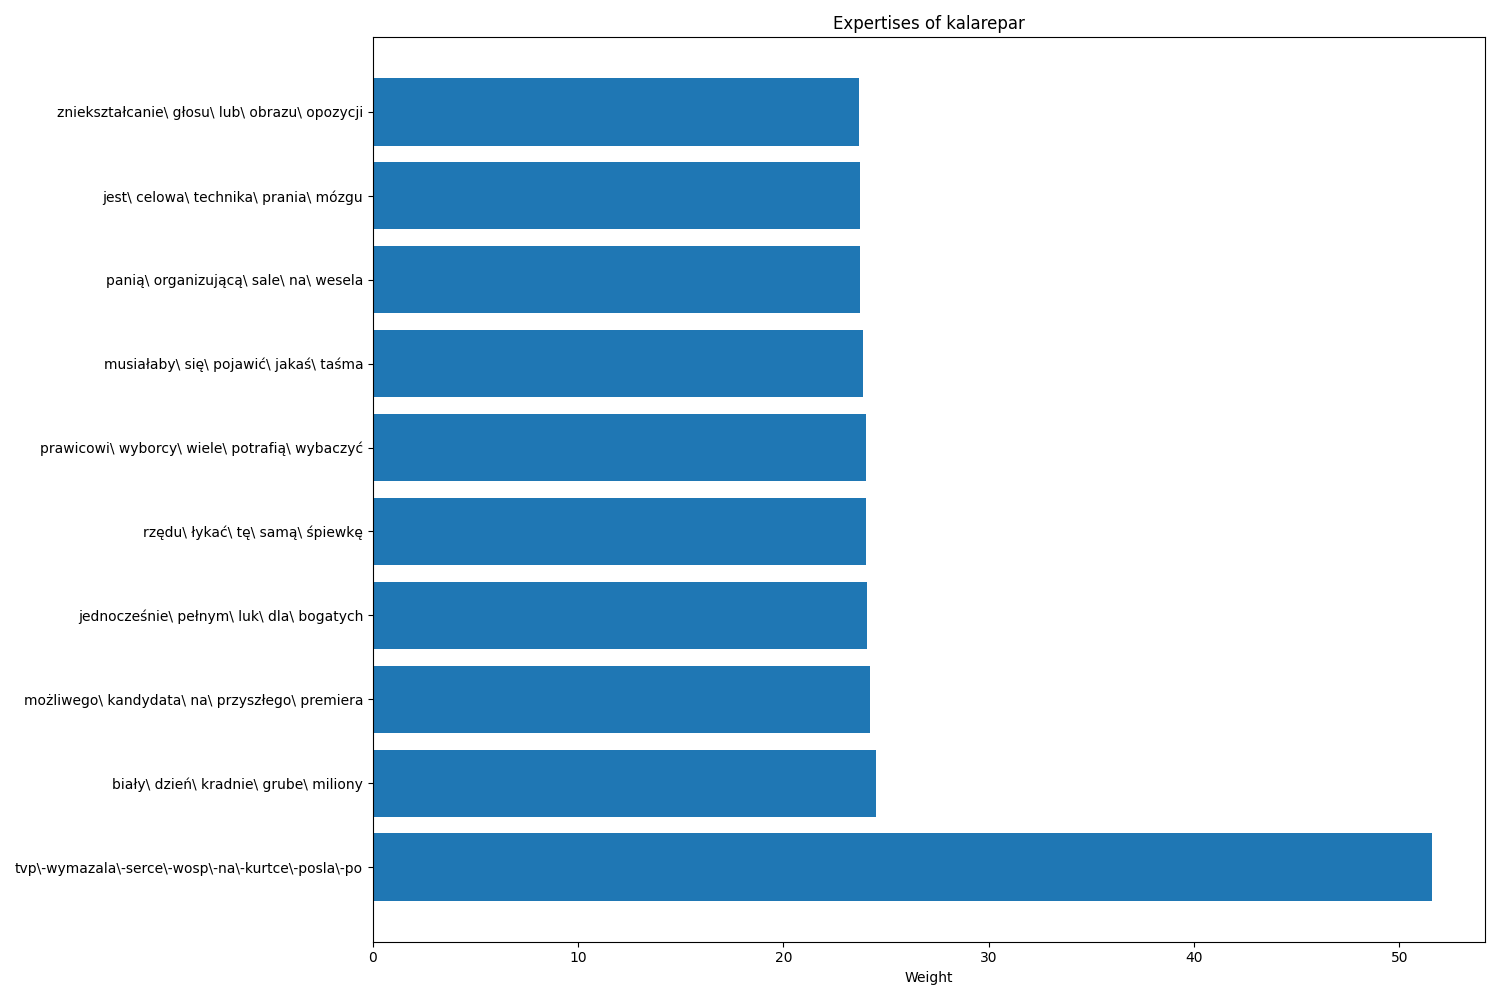 Expertises of kalarepar
zniekształcanie\ głosu\ lub\ obrazu\ opozycji
jest\ celowa\ technika\ prania\ mózgu
panią\ organizującą\ sale\ na\ wesela
musiałaby\ się\ pojawić\ jakaś\ taśma
prawicowi\ wyborcy\ wiele\ potrafią\ wybaczyć
rzędu\ łykać\ tę\ samą\ śpiewkę
jednocześnie\ pełnym\ luk\ dla\ bogatych
możliwego\ kandydata\ na\ przyszłego\ premiera
biały\ dzień\ kradnie\ grube\ miliony
tvp\-wymazala\-serce\-wosp\-na\-kurtce\-posla\-po
0 10 20 30 40 50
Weight